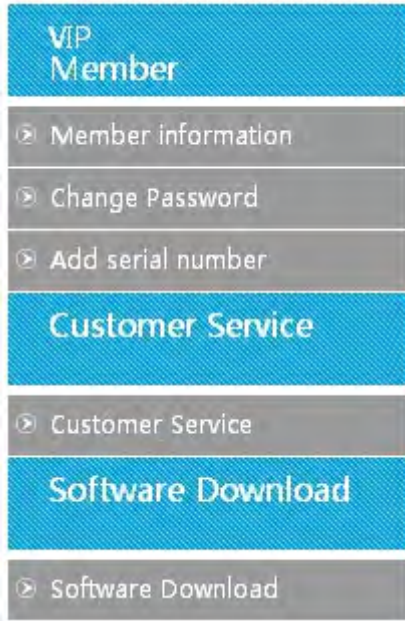 VIP
Member
Member information
Change Password
Add serial number
Customer Service
Customer Service
Software Download
Software Download